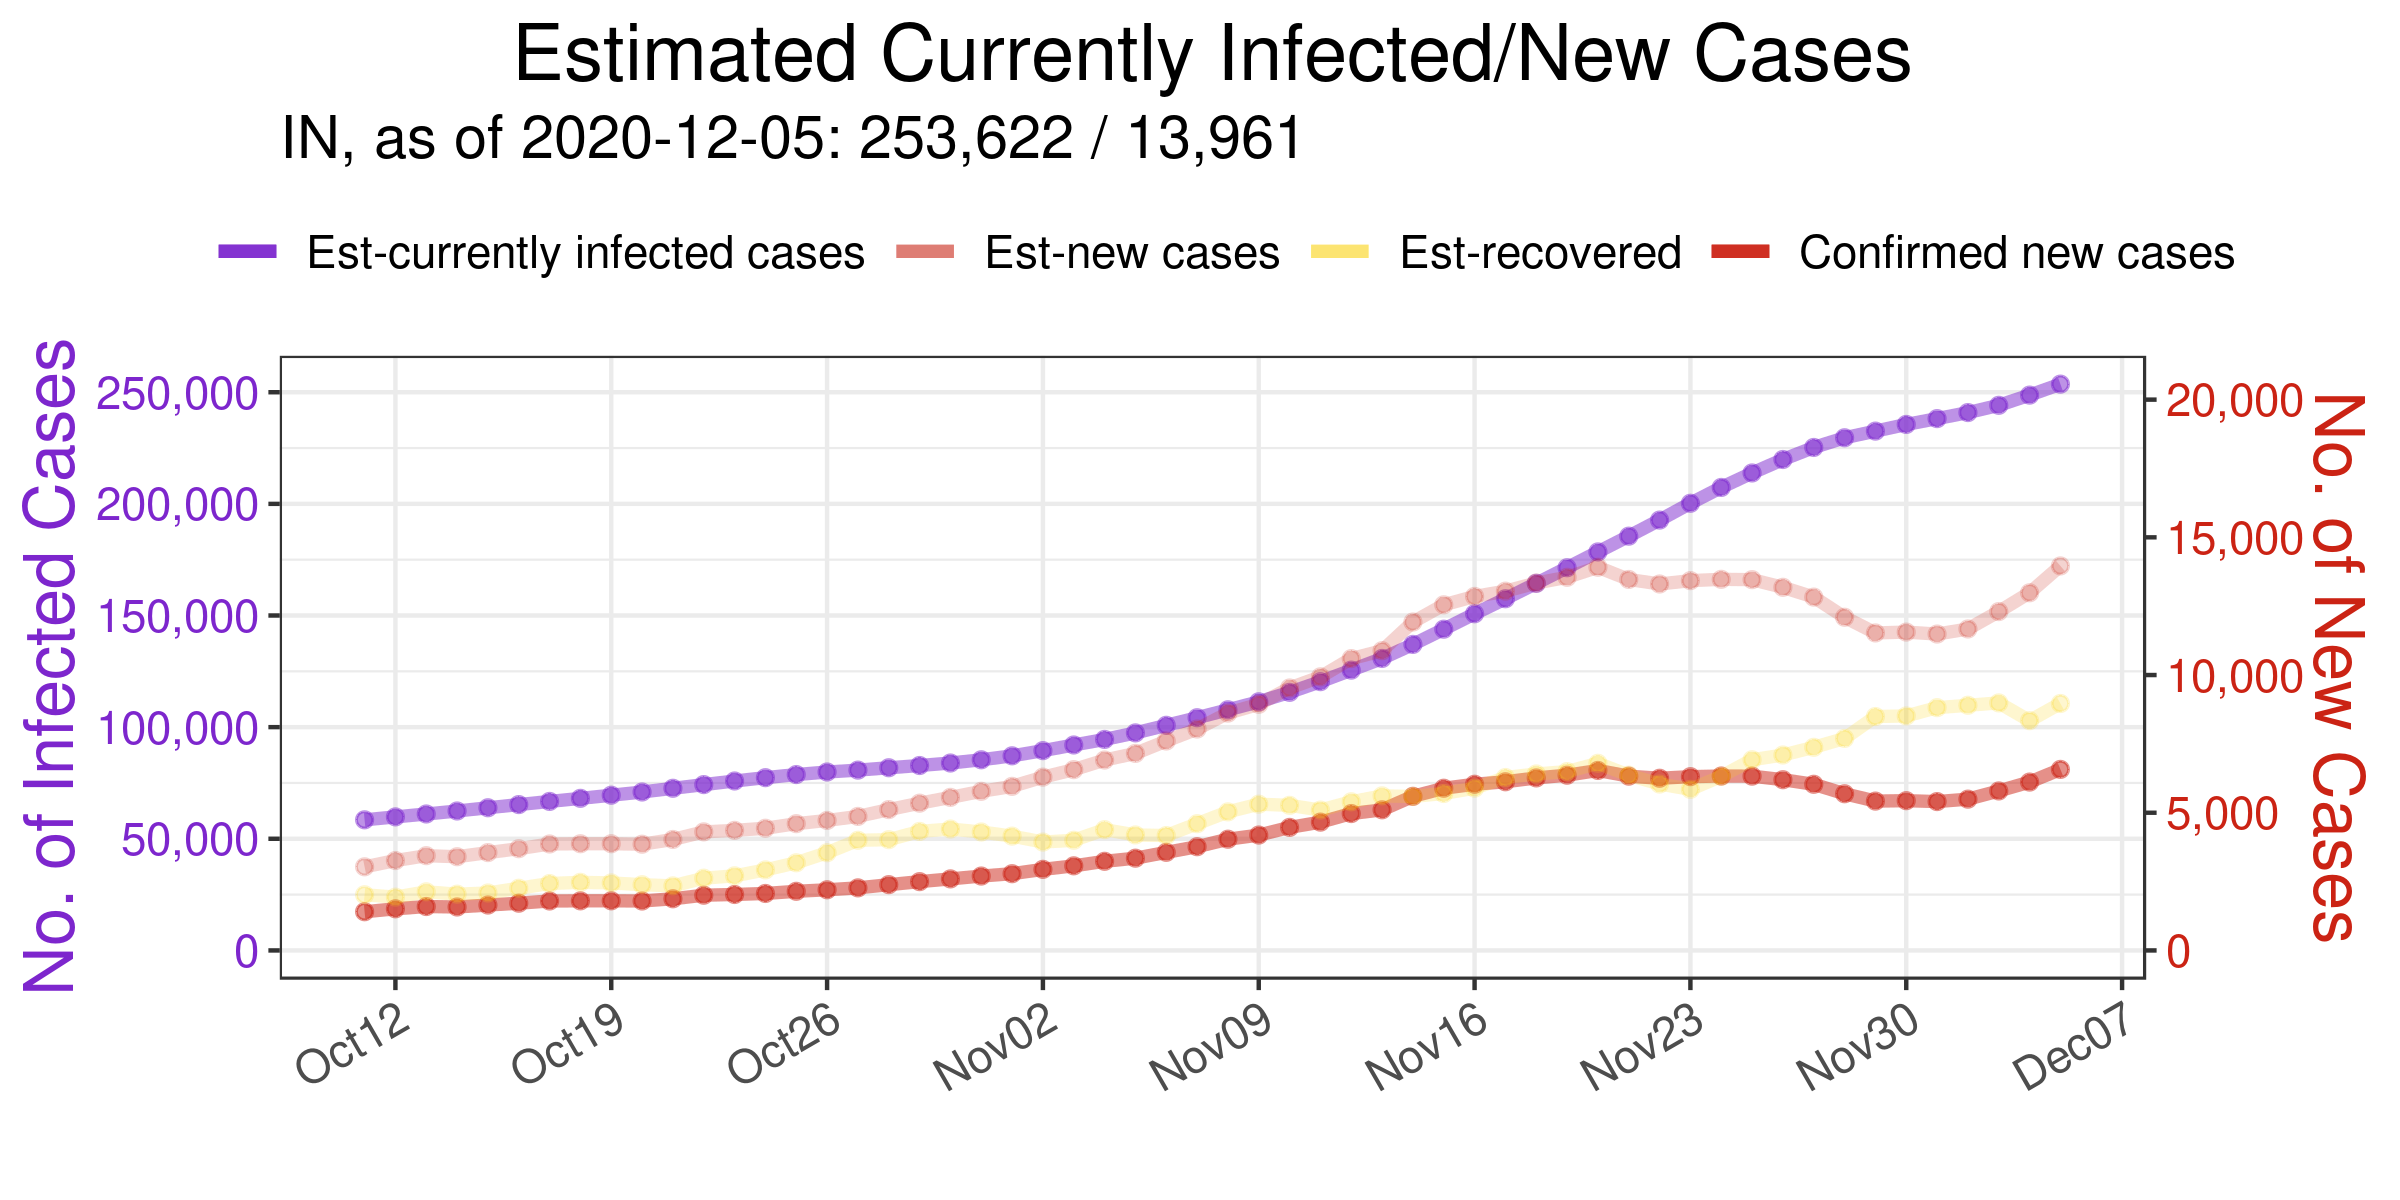 Estimated Currently Infected/New Cases
IN, as of 2020-12-05: 253,622 / 13,961
Est-currently infected cases Est-new cases Est-recovered Confirmed new cases
No. of Infected Cases
250,000
200,000
150,000
100,000
50,000
0
20,000
15,000
10,000
5,000
0
No. of New Cases
Oct12 Oct19 Oct26 Nov02 Nov09 Nov16 Nov23 Nov30 Dec07